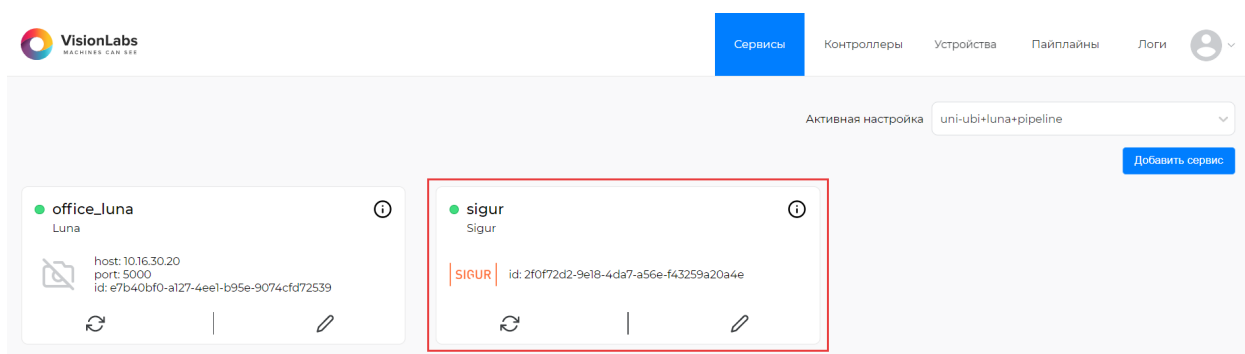 VisionLabs
MACHINES CAN SEE
Сервисы
Контроллеры
Устройства
Пайплайны
Логи
Активная настройка
uni-ubi+luna+pipeline
Добавить сервис
office_luna
Luna
host: 10.16.30.20
port: 5000
id: e7b40bf0-a127-4ee1-b95e-9074cfd72539
sigur
Sigur
SIGUR
id: 2f0f72d2-9e18-4da7-a56e-f43259a20a4e